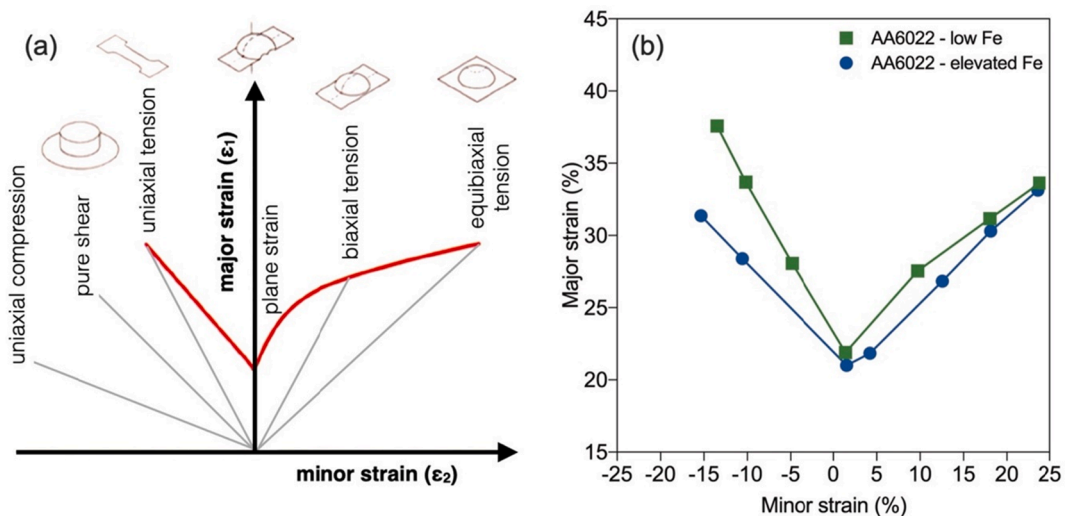 (a)
uniaxial compression
pure shear
uniaxial tension
major strain (ε₁)
plane strain
biaxial tension
equibiaxial
tension
minor strain (ε₂)
(b)
AA6022 - low Fe
AA6022 - elevated Fe
Major strain (%)
45
40
35
30
25
20
15
-25 -20 -15 -10 -5 0 5 10 15 20 25
Minor strain (%)